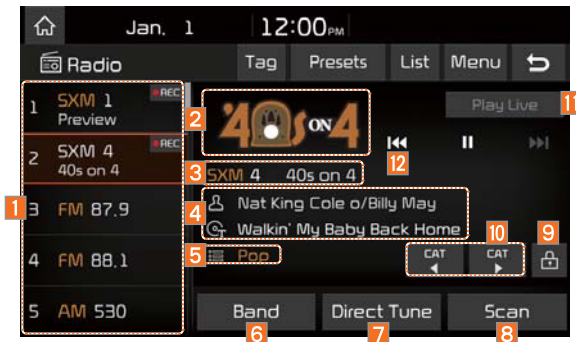 Jan. 1 12:00 PM
Radio Tag Presets List Menu
1 SXM 1 REC
Preview
2 SXM 4 REC
40s on 4
3 FM 87.9
4 FM 88.1
5 AM 530
1
2
'40s ON 4
Play Live
11
12
3
SXM 4 40s on 4
4
Nat King Cole o/Billy May
Walkin' My Baby Back Home
5
Pop
10
CAT
CAT
9
Band
Direct Tune
Scan
6
7
8